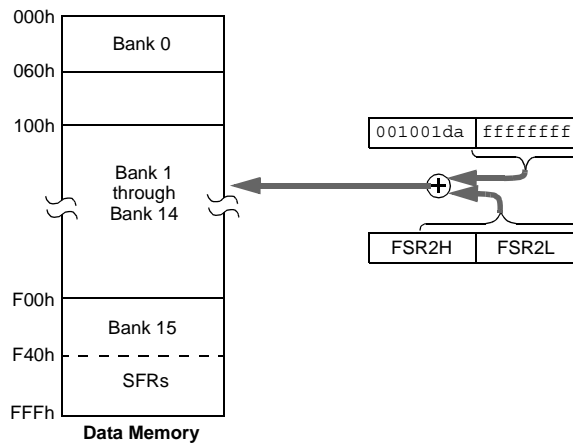 000h
Bank 0
060h
100h
001001da ffffffff
Bank 1
through
Bank 14
FSR2H FSR2L
F00h
Bank 15
F40h
SFRs
FFFh
Data Memory